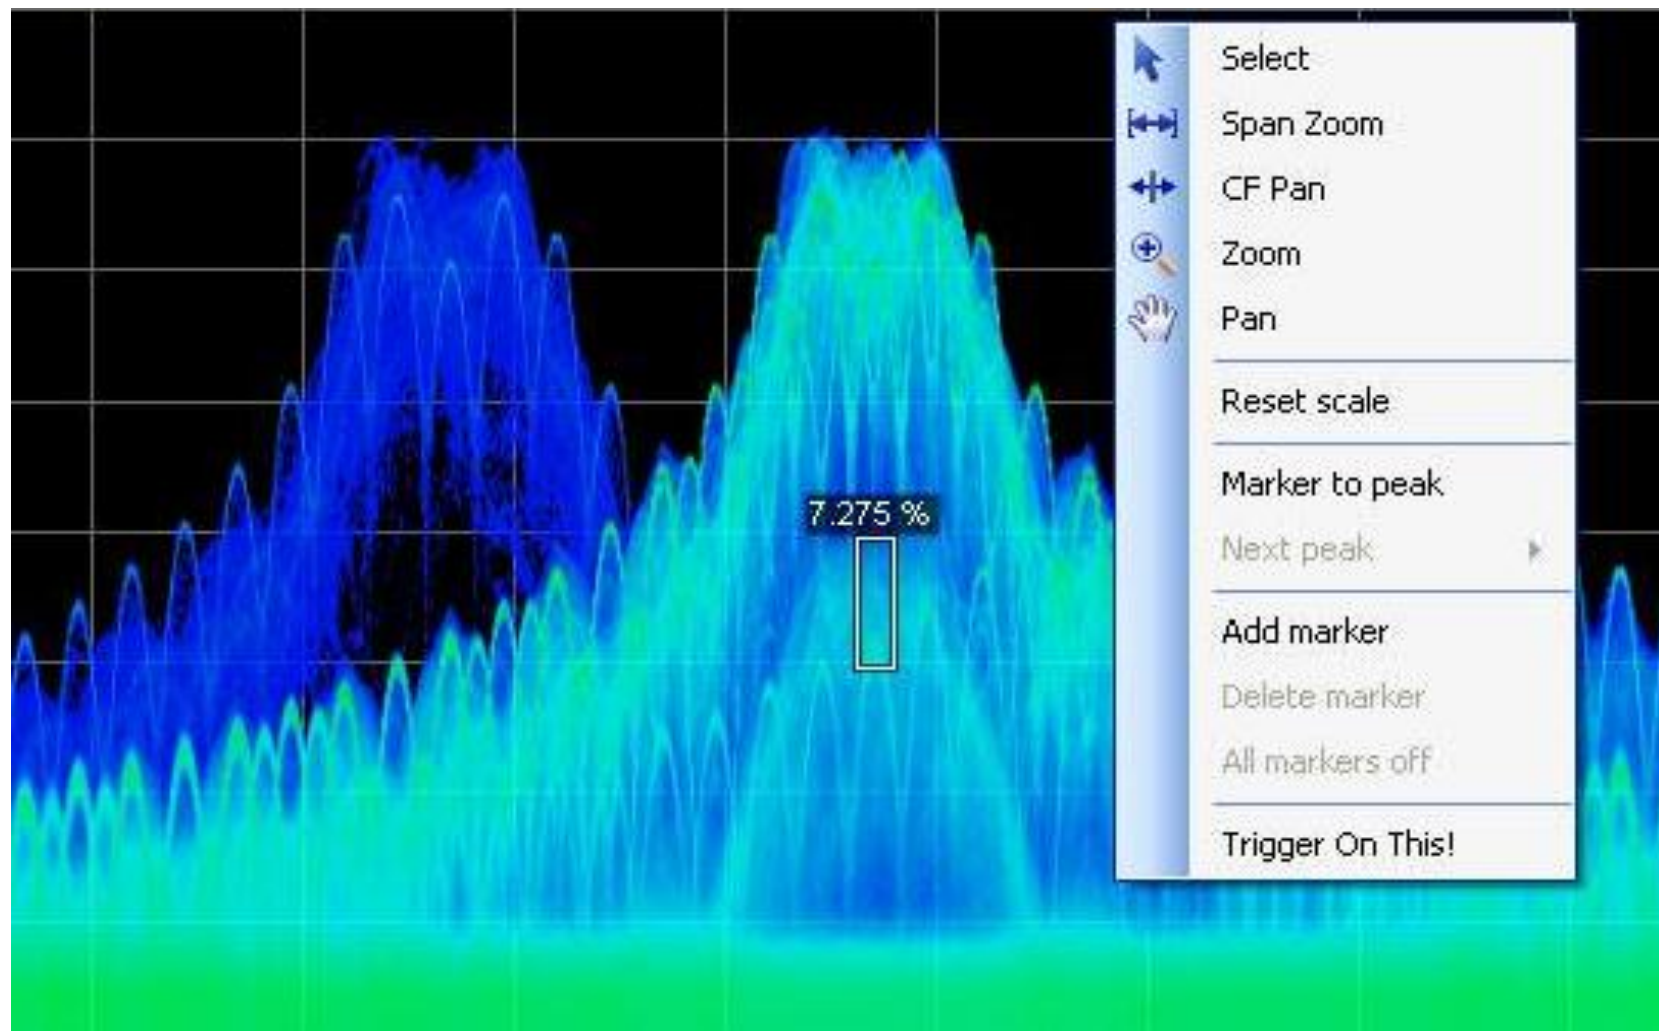 Select
Span Zoom
CF Pan
Zoom
Pan
Reset scale
Marker to peak
7.275 %
Next peak
Add marker
Delete marker
All markers off
Trigger On This!